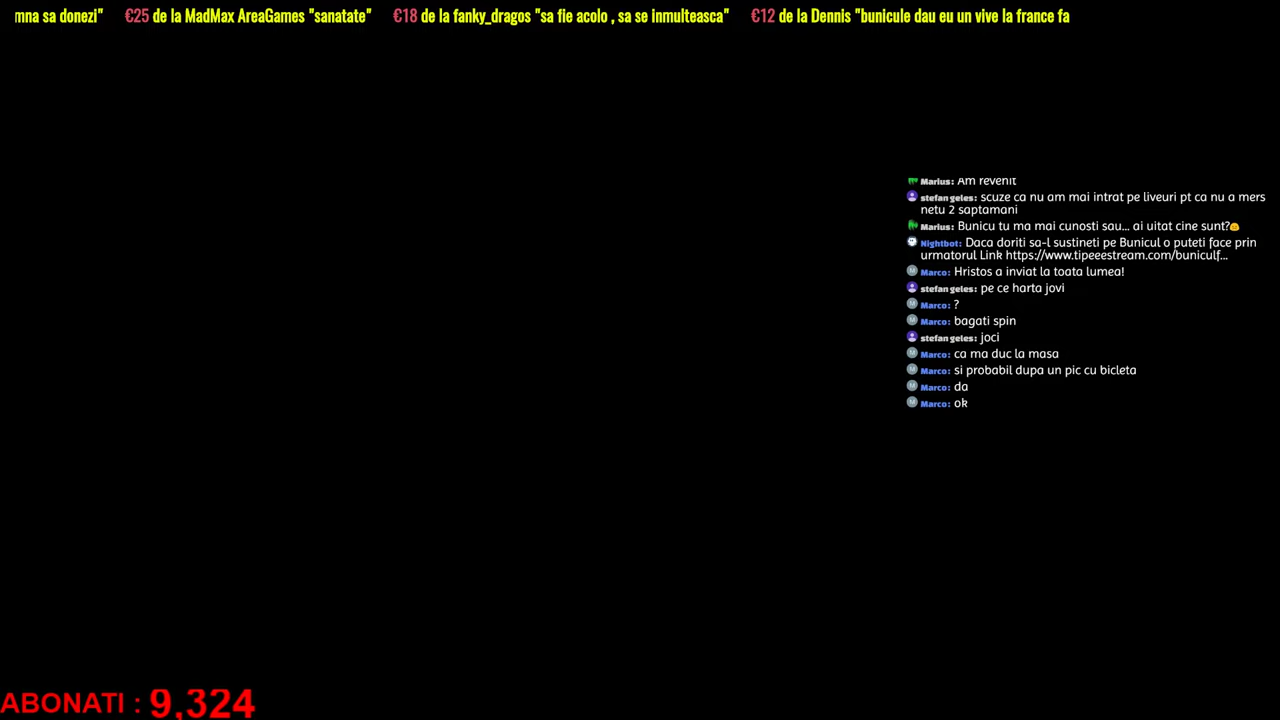 mna sa donezi" €25 de la MadMax AreaGames "sanatate" €18 de la fanky_dragos "sa fie acolo , sa se inmulteasca" €12 de la Dennis "bunicule dau eu un vive la france fa
Marius: Am revenit
stefan geles: scuze ca nu am mai intrat pe liveuri pt ca nu a mers
netu 2 saptamani
Marius: Bunicu tu ma mai cunosti sau... ai uitat cine sunt?
Nightbot: Daca doriti sa-l sustineti pe Bunicul o puteti face prin
urmatorul Link https://www.tipeeestream.com/buniculf...
Marco: Hristos a inviat la toata lumea!
stefan geles: pe ce harta jovi
Marco: ?
Marco: bagati spin
stefan geles: joci
Marco: ca ma duc la masa
Marco: si probabil dupa un pic cu bicleta
Marco: da
Marco: ok
ABONATI : 9,324